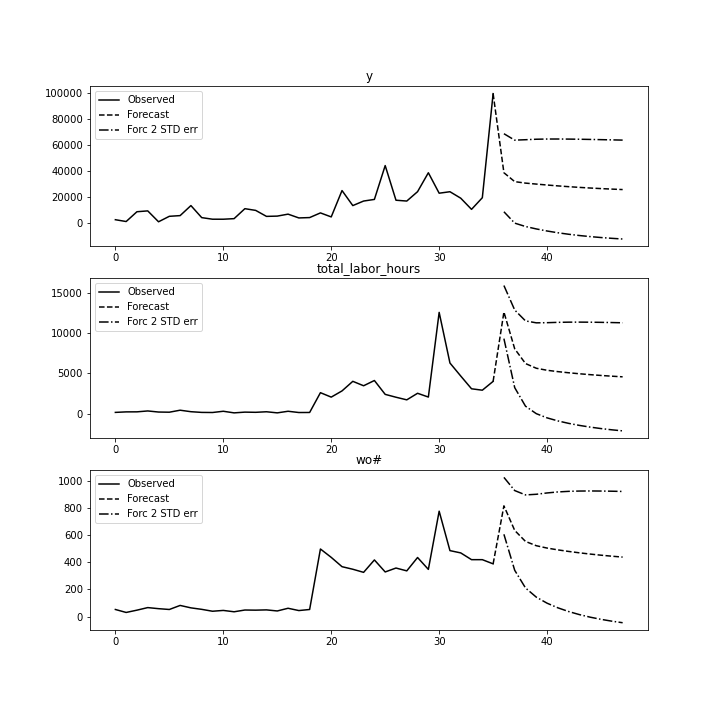 y
100000
80000
60000
40000
20000
0
Observed
Forecast
Forc 2 STD err
0 10 20 30 40
total_labor_hours
15000
10000
5000
0
Observed
Forecast
Forc 2 STD err
0 10 20 30 40
wo#
1000
800
600
400
200
0
Observed
Forecast
Forc 2 STD err
0 10 20 30 40